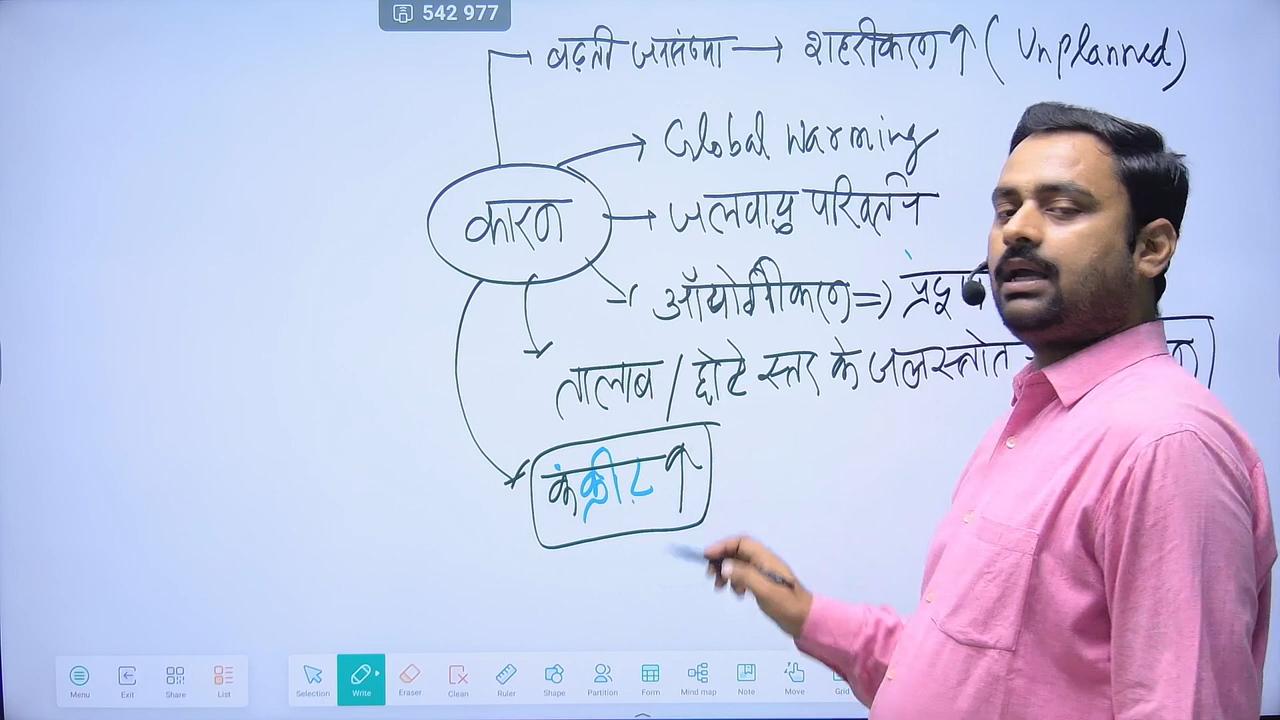 542 977
बढ़ती जनसंख्या → शहरीकरण ↑ (Unplanned)
Global Warming
कारण → जलवायु परिवर्तन
औद्योगीकरण ⇒
तालाब / छोटे स्तर के जलस्त्रोत
कंक्रीट ↑
Menu Exit Share List Selection Write Eraser Clean Ruler Shape Partition Form Mind map Note Move Grid